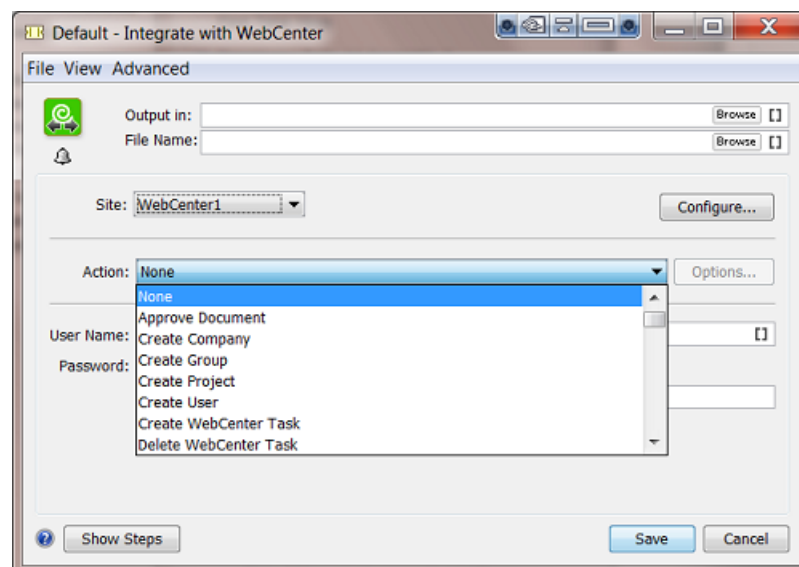 Default - Integrate with WebCenter
File View Advanced
Output in: Browse []
File Name: Browse []
Site: WebCenter1 Configure...
Action: None Options...
None
Approve Document
Create Company
User Name: []
Create Group
Password:
Create Project
Create User
Create WebCenter Task
Delete WebCenter Task
Show Steps Save Cancel